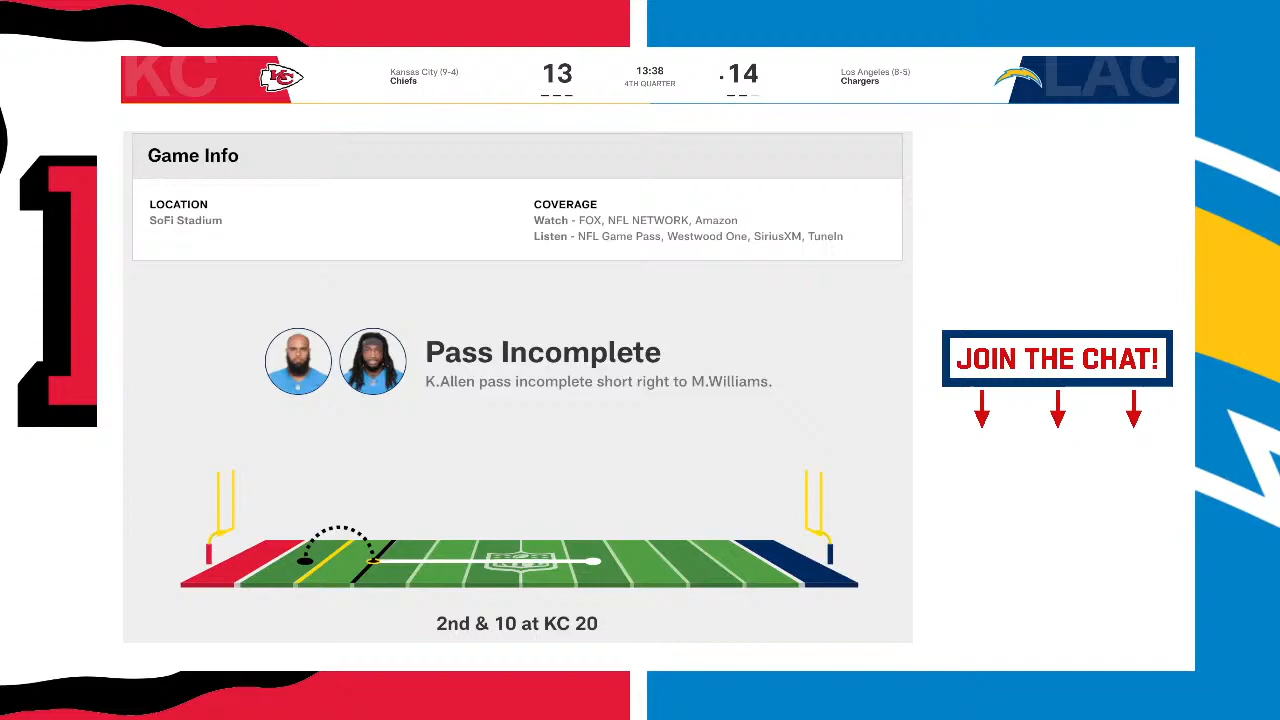 KC
KC
Kansas City (9-4)
Chiefs
13
13:38
4TH QUARTER
14
Los Angeles (8-5)
Chargers
LAC
Game Info
LOCATION
SoFi Stadium
COVERAGE
Watch - FOX, NFL NETWORK, Amazon
Listen - NFL Game Pass, Westwood One, SiriusXM, TuneIn
Pass Incomplete
K.Allen pass incomplete short right to M.Williams.
JOIN THE CHAT!
NFL
2nd & 10 at KC 20